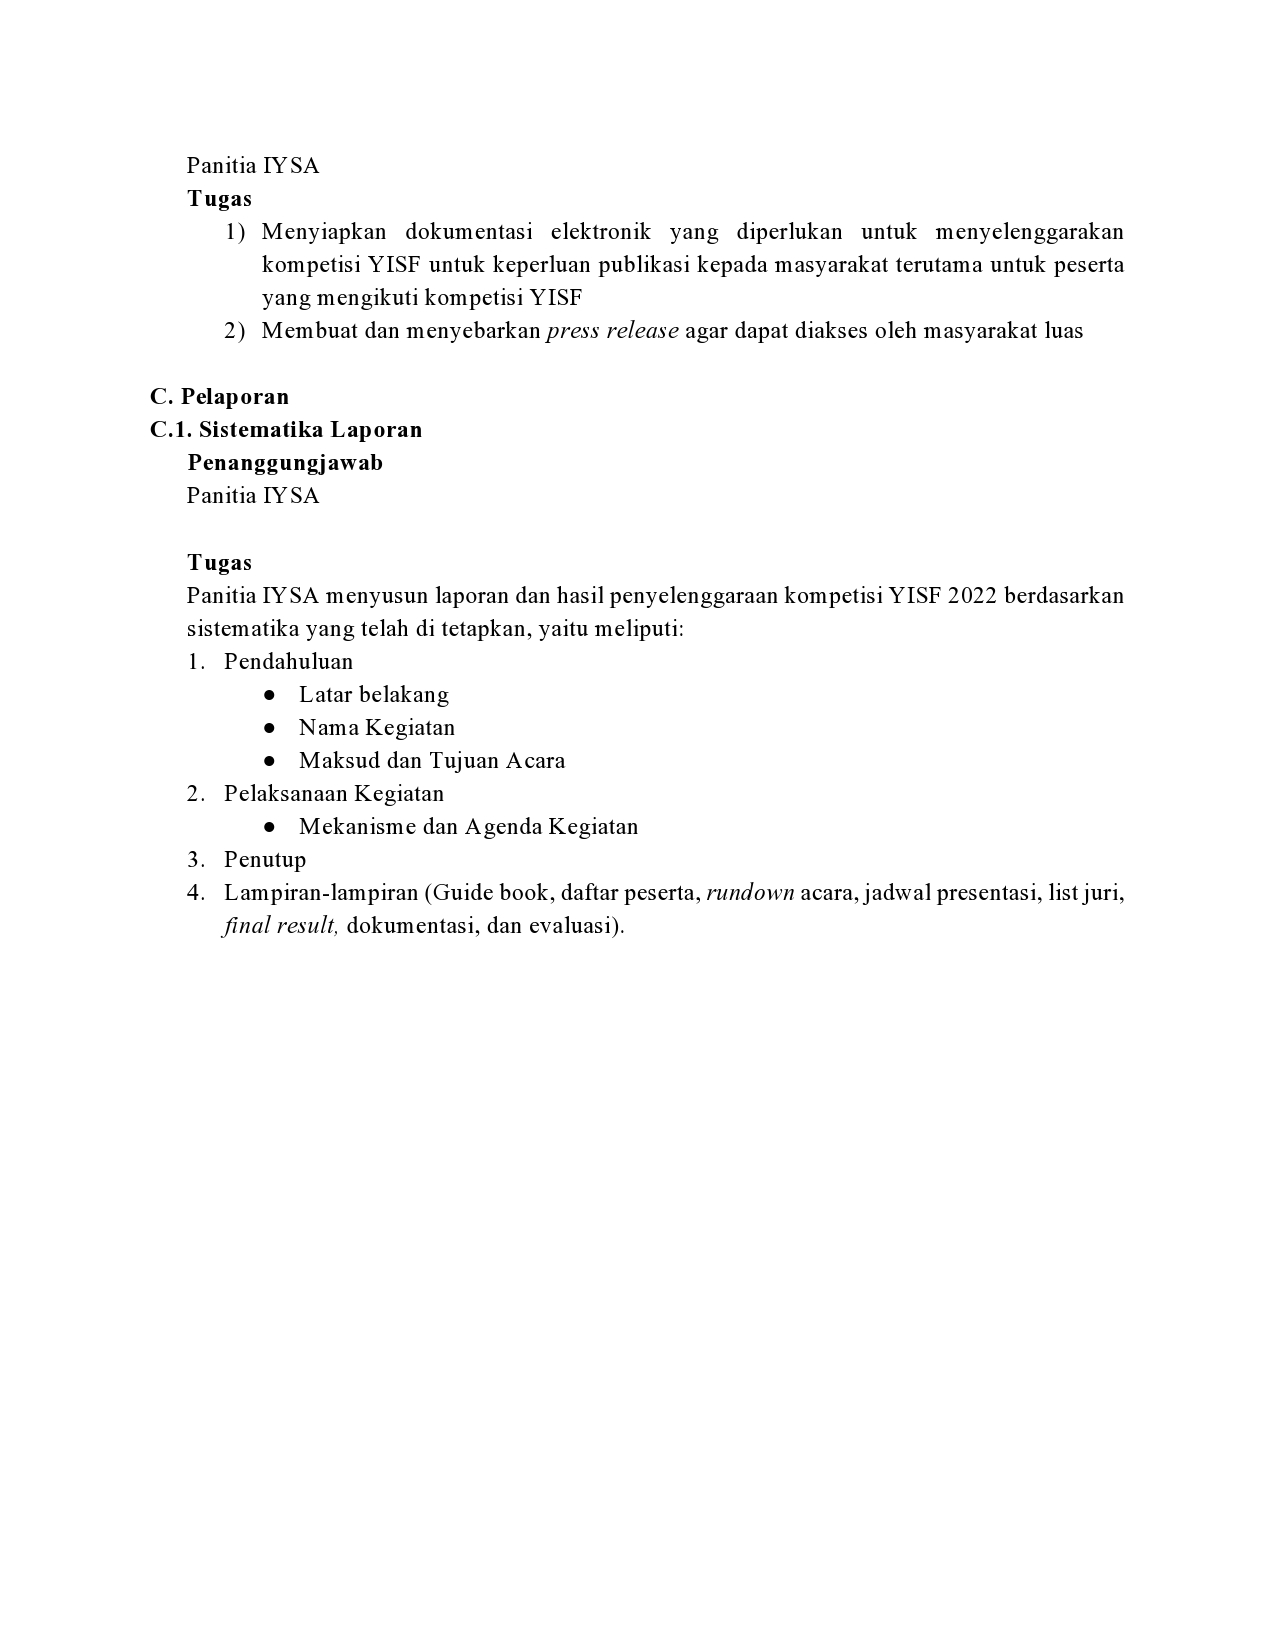 Panitia IYSA
Tugas
1) Menyiapkan dokumentasi elektronik yang diperlukan untuk menyelenggarakan
kompetisi YISF untuk keperluan publikasi kepada masyarakat terutama untuk peserta
yang mengikuti kompetisi YISF
2) Membuat dan menyebarkan press release agar dapat diakses oleh masyarakat luas
C. Pelaporan
C.1. Sistematika Laporan
Penanggungjawab
Panitia IYSA
Tugas
Panitia IYSA menyusun laporan dan hasil penyelenggaraan kompetisi YISF 2022 berdasarkan
sistematika yang telah di tetapkan, yaitu meliputi:
1. Pendahuluan
● Latar belakang
● Nama Kegiatan
● Maksud dan Tujuan Acara
2. Pelaksanaan Kegiatan
● Mekanisme dan Agenda Kegiatan
3. Penutup
4. Lampiran-lampiran (Guide book, daftar peserta, rundown acara, jadwal presentasi, list juri,
final result, dokumentasi, dan evaluasi).